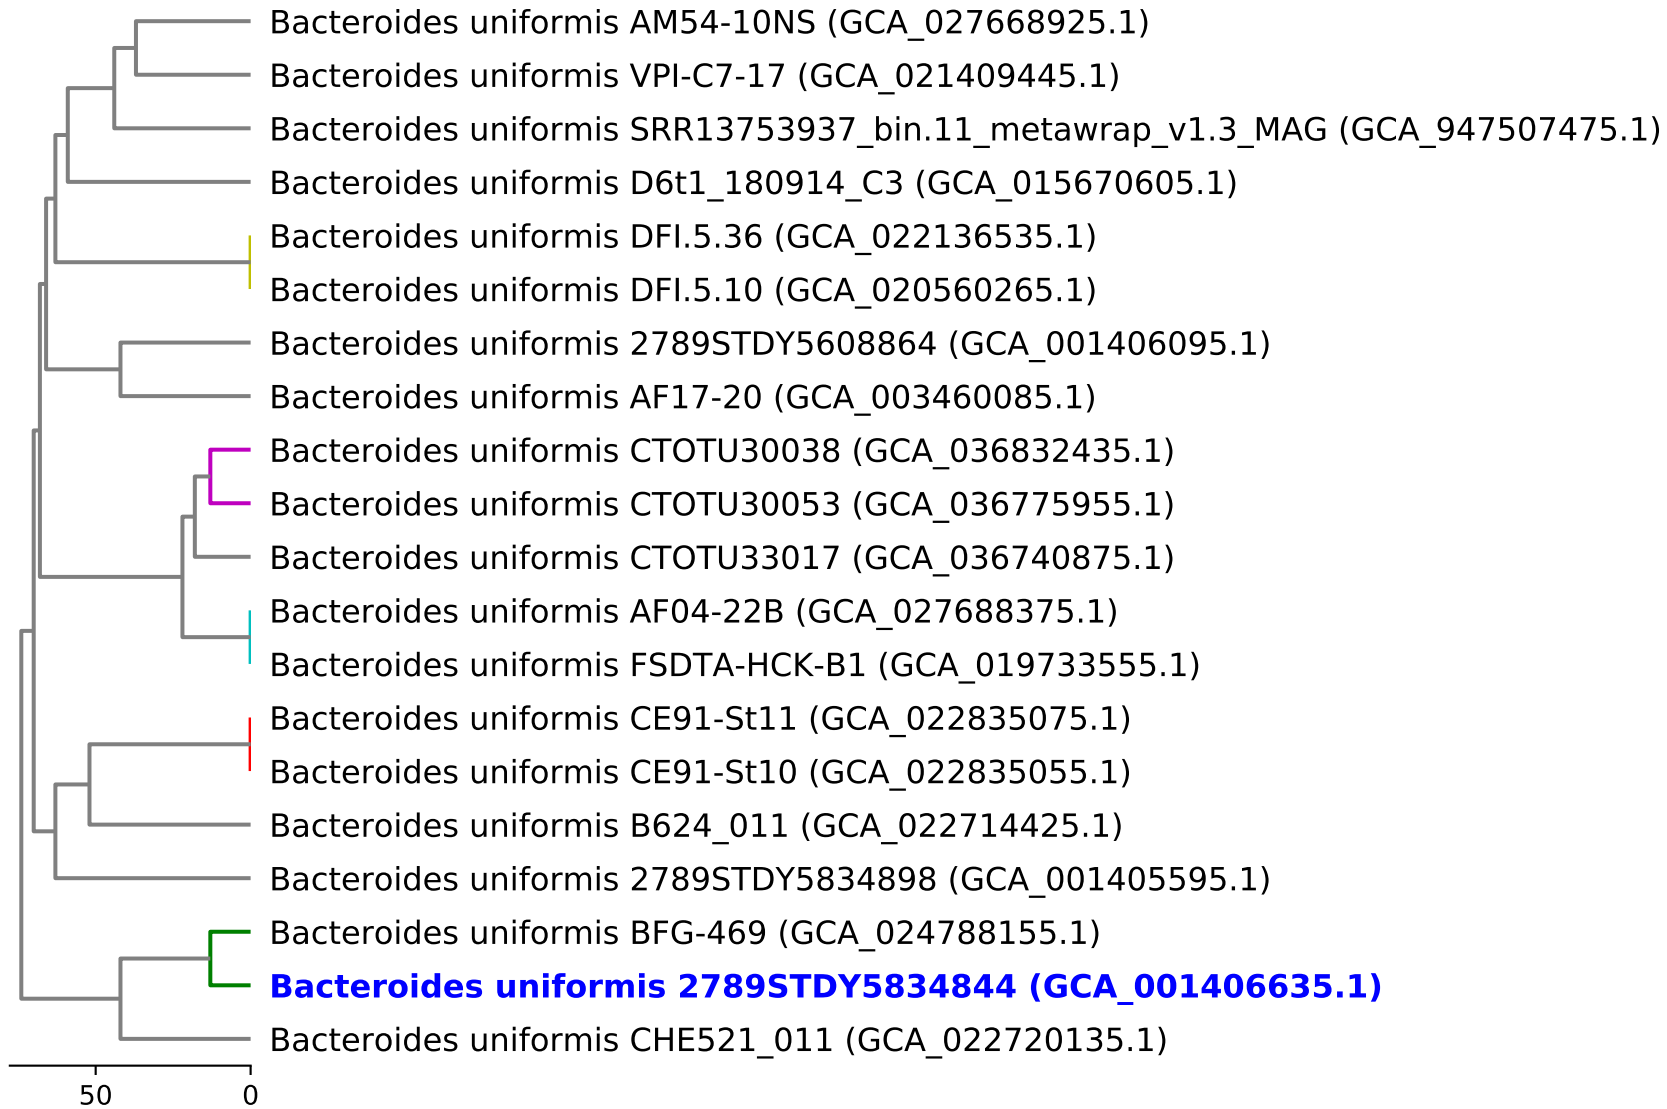 Bacteroides uniformis AM54-10NS (GCA_027668925.1)
Bacteroides uniformis VPI-C7-17 (GCA_021409445.1)
Bacteroides uniformis SRR13753937_bin.11_metawrap_v1.3_MAG (GCA_947507475.1)
Bacteroides uniformis D6t1_180914_C3 (GCA_015670605.1)
Bacteroides uniformis DFI.5.36 (GCA_022136535.1)
Bacteroides uniformis DFI.5.10 (GCA_020560265.1)
Bacteroides uniformis 2789STDY5608864 (GCA_001406095.1)
Bacteroides uniformis AF17-20 (GCA_003460085.1)
Bacteroides uniformis CTOTU30038 (GCA_036832435.1)
Bacteroides uniformis CTOTU30053 (GCA_036775955.1)
Bacteroides uniformis CTOTU33017 (GCA_036740875.1)
Bacteroides uniformis AF04-22B (GCA_027688375.1)
Bacteroides uniformis FSDTA-HCK-B1 (GCA_019733555.1)
Bacteroides uniformis CE91-St11 (GCA_022835075.1)
Bacteroides uniformis CE91-St10 (GCA_022835055.1)
Bacteroides uniformis B624_011 (GCA_022714425.1)
Bacteroides uniformis 2789STDY5834898 (GCA_001405595.1)
Bacteroides uniformis BFG-469 (GCA_024788155.1)
Bacteroides uniformis 2789STDY5834844 (GCA_001406635.1)
Bacteroides uniformis CHE521_011 (GCA_022720135.1)
50 0